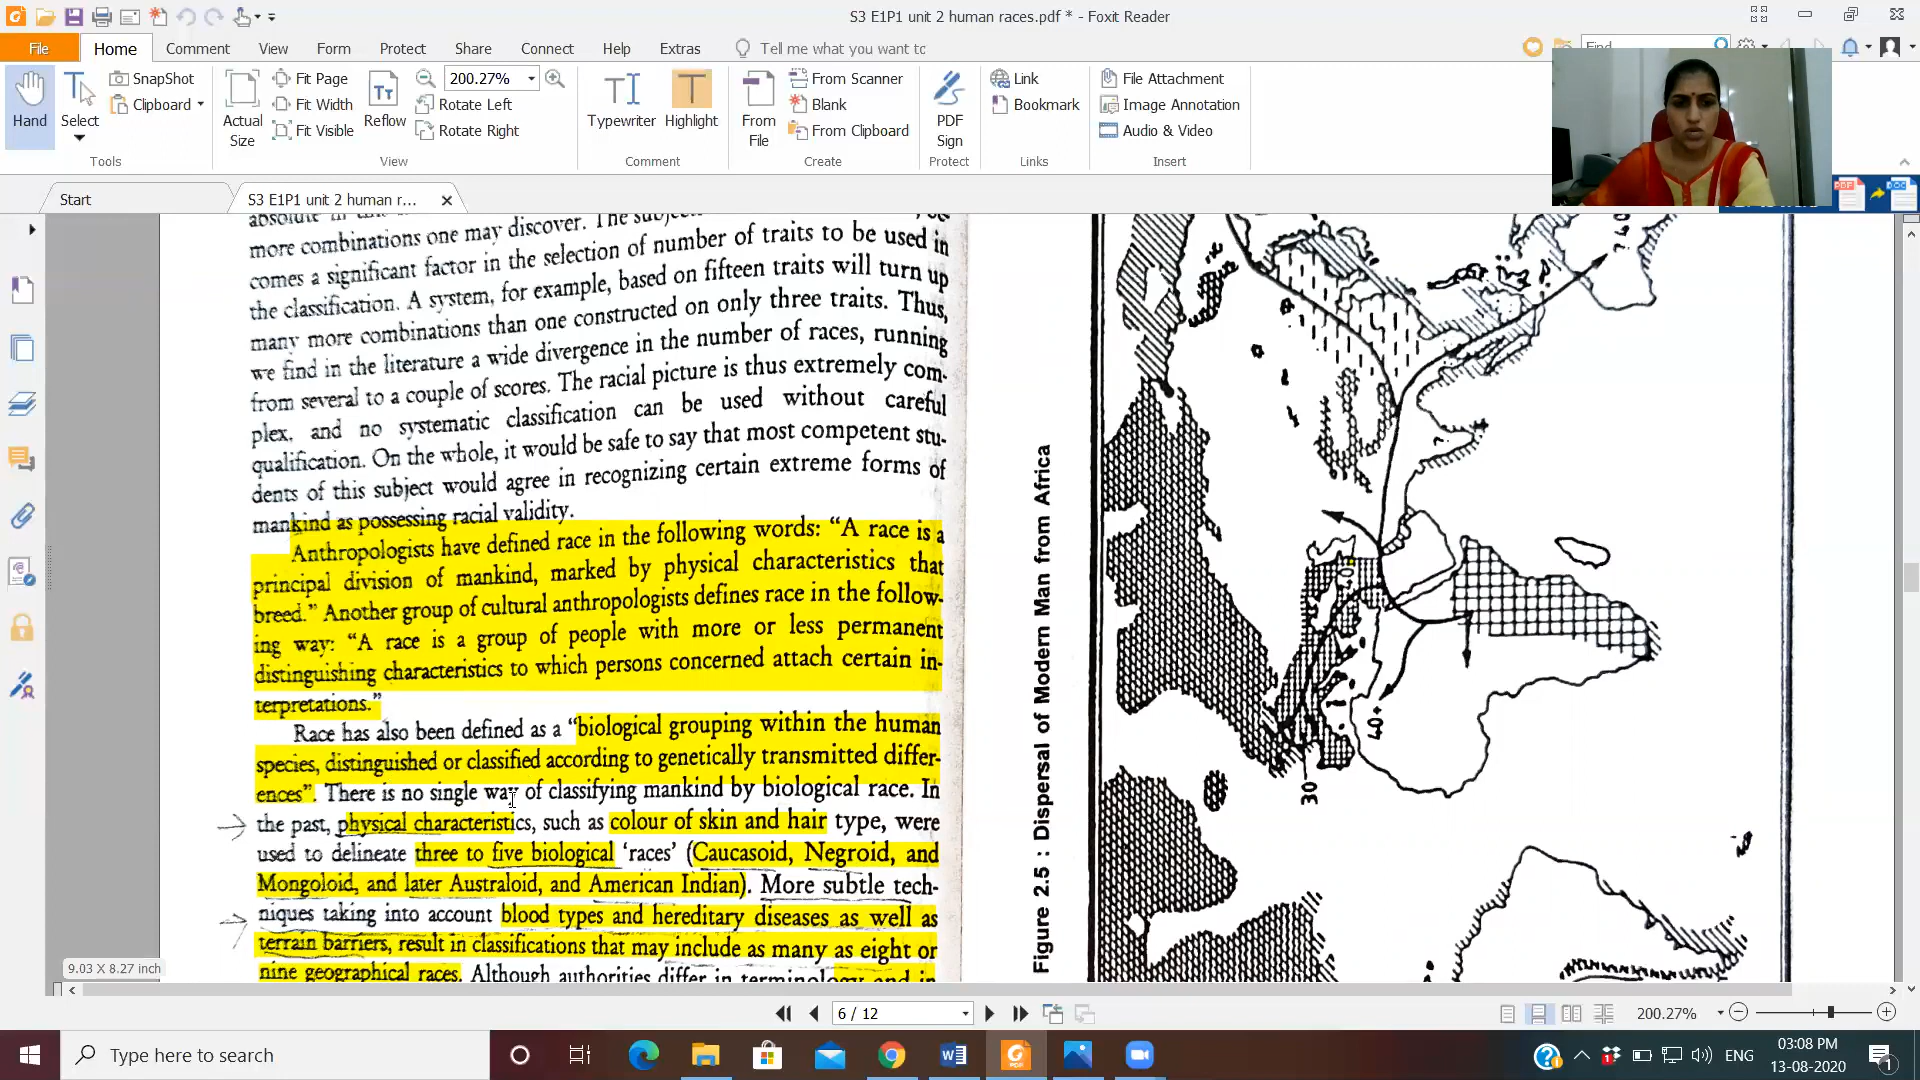 S3 E1P1 unit 2 human races.pdf * - Foxit Reader
File Home Comment View Form Protect Share Connect Help Extras Tell me what you want to Find
Hand Select SnapShot Clipboard
Tools
Actual Size Fit Page Fit Width Fit Visible Reflow 200.27% Rotate Left Rotate Right
View
Typewriter Highlight
Comment
From File From Scanner Blank From Clipboard
Create
PDF Sign
Protect
Link Bookmark
Links
File Attachment Image Annotation Audio & Video
Insert
Start S3 E1P1 unit 2 human r...
more combinations one may discover. The
comes a significant factor in the selection of number of traits to be used in
the classification. A system, for example, based on fifteen traits will turn up
many more combinations than one constructed on only three traits. Thus,
we find in the literature a wide divergence in the number of races, running
from several to a couple of scores. The racial picture is thus extremely com-
plex, and no systematic classification can be used without careful
qualification. On the whole, it would be safe to say that most competent stu-
dents of this subject would agree in recognizing certain extreme forms of
mankind as possessing racial validity.
Anthropologists have defined race in the following words: “A race is a
principal division of mankind, marked by physical characteristics that
breed.” Another group of cultural anthropologists defines race in the follow-
ing way: “A race is a group of people with more or less permanent
distinguishing characteristics to which persons concerned attach certain in-
terpretations.”
Race has also been defined as a “biological grouping within the human
species, distinguished or classified according to genetically transmitted differ-
ences”. There is no single way of classifying mankind by biological race. In
the past, physical characteristics, such as colour of skin and hair type, were
used to delineate three to five biological ‘races’ (Caucasoid, Negroid, and
Mongoloid, and later Australoid, and American Indian). More subtle tech-
niques taking into account blood types and hereditary diseases as well as
terrain barriers, result in classifications that may include as many as eight or
nine geographical races. Although authorities differ in terminology and in
40+
30
Figure 2.5 : Dispersal of Modern Man from Africa
9.03 X 8.27 inch
6 / 12
200.27%
Type here to search
ENG
03:08 PM
13-08-2020
1